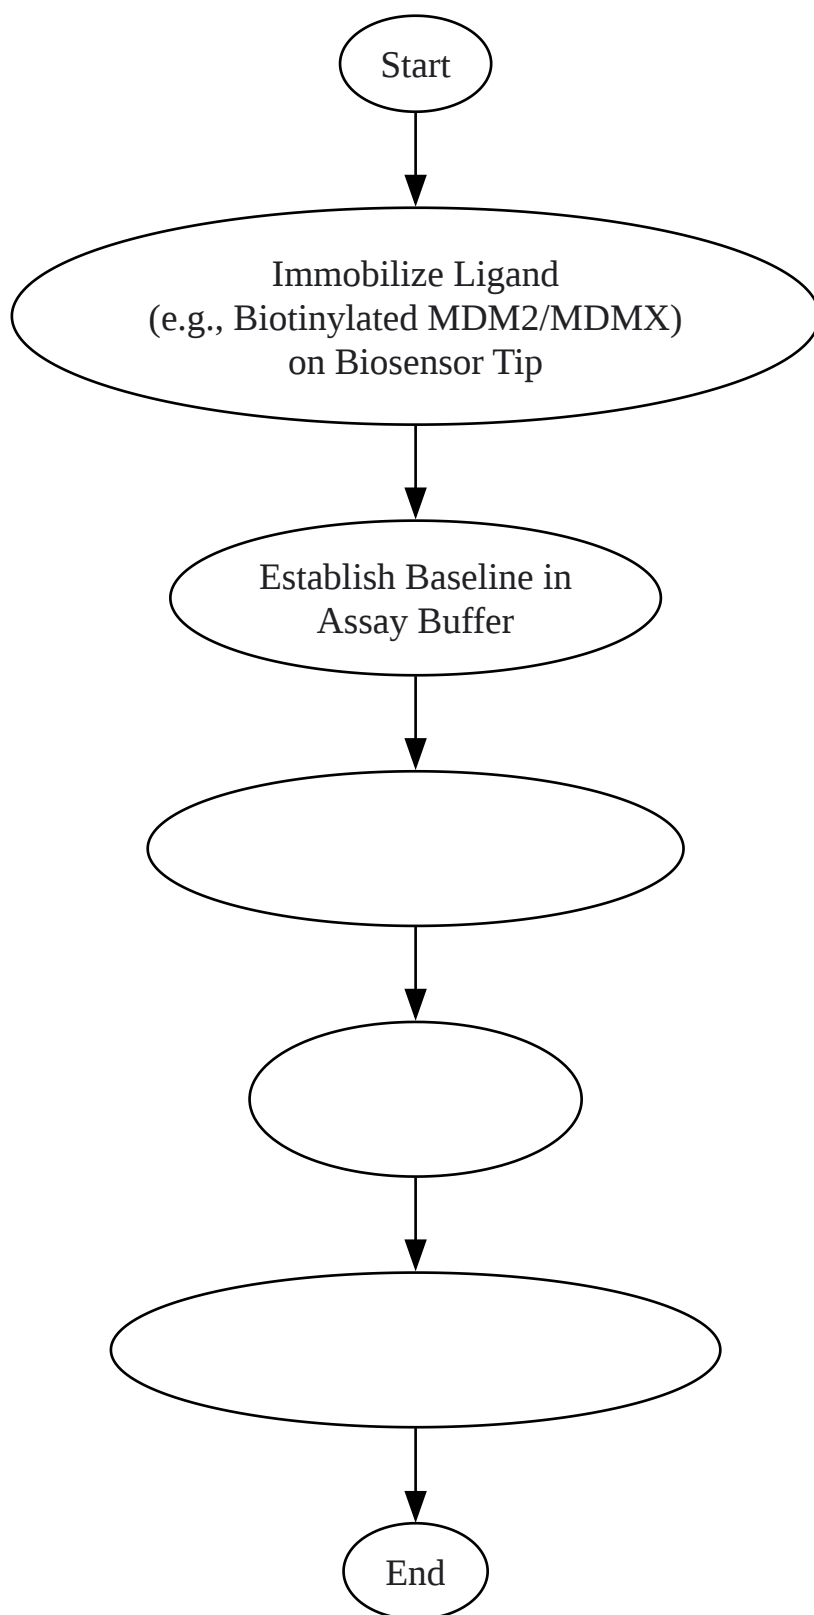 Start
Immobilize Ligand
(e.g., Biotinylated MDM2/MDMX)
on Biosensor Tip
Establish Baseline in
Assay Buffer
End